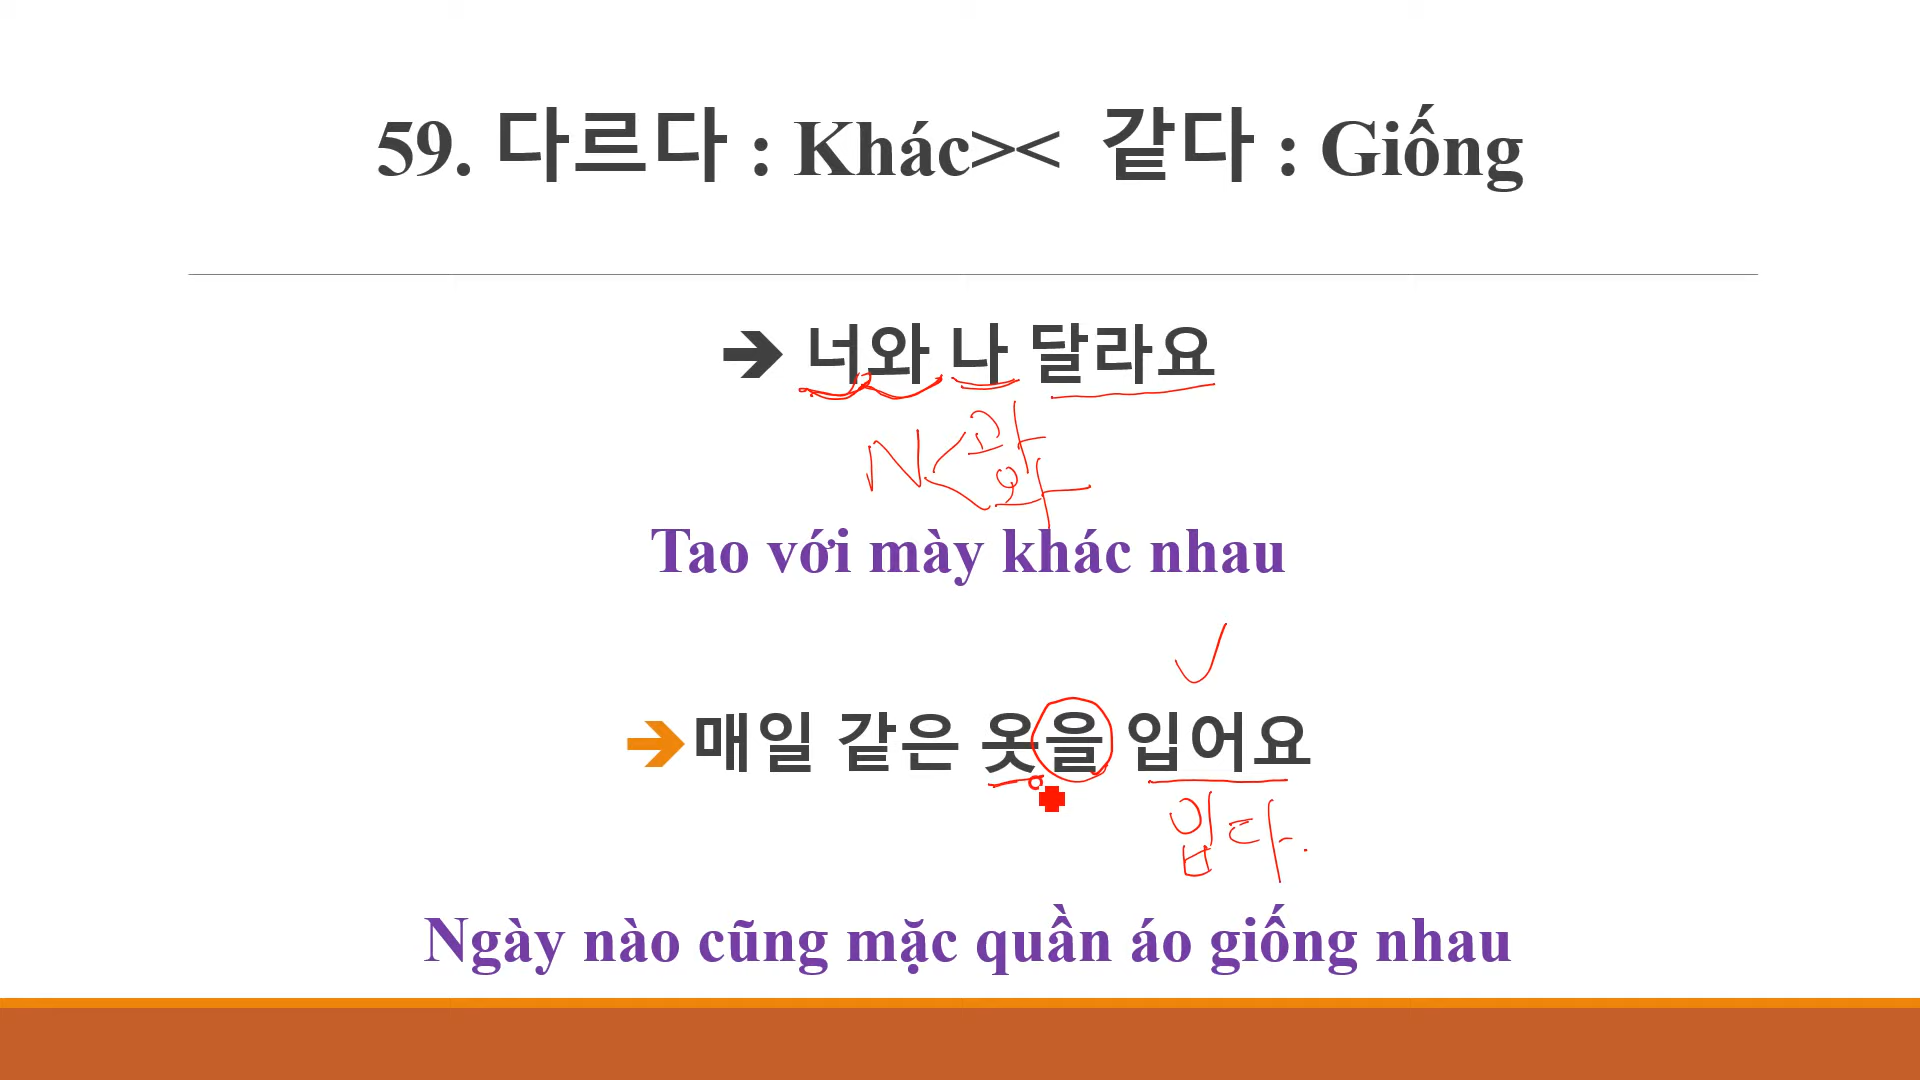 59. 다르다 : Khác>< 같다 : Giống
➔ 너와 나 달라요
N < 과
와
Tao với mày khác nhau
➔매일 같은 옷을 입어요
입다.
Ngày nào cũng mặc quần áo giống nhau